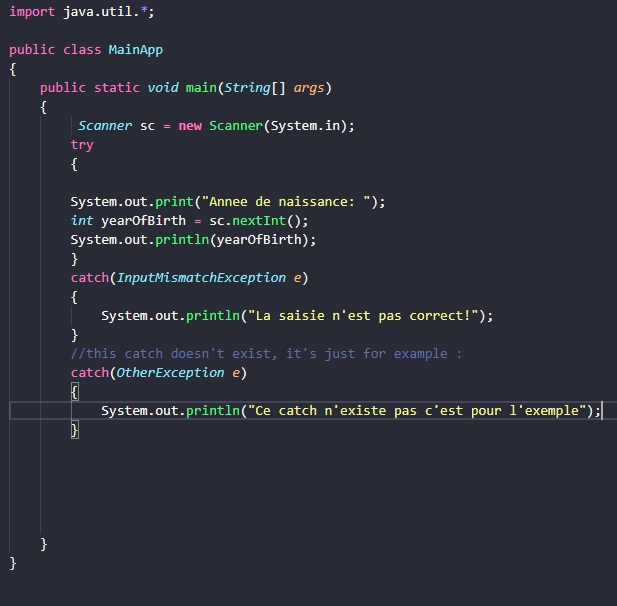 import java.util.*;
public class MainApp
{
public static void main(String[] args)
{
Scanner sc = new Scanner(System.in);
try
{
System.out.print("Annee de naissance: ");
int yearOfBirth = sc.nextInt();
System.out.println(yearOfBirth);
}
catch(InputMismatchException e)
{
System.out.println("La saisie n'est pas correct!");
}
//this catch doesn't exist, it's just for example :
catch(OtherException e)
{
System.out.println("Ce catch n'existe pas c'est pour l'exemple");
}
}
}